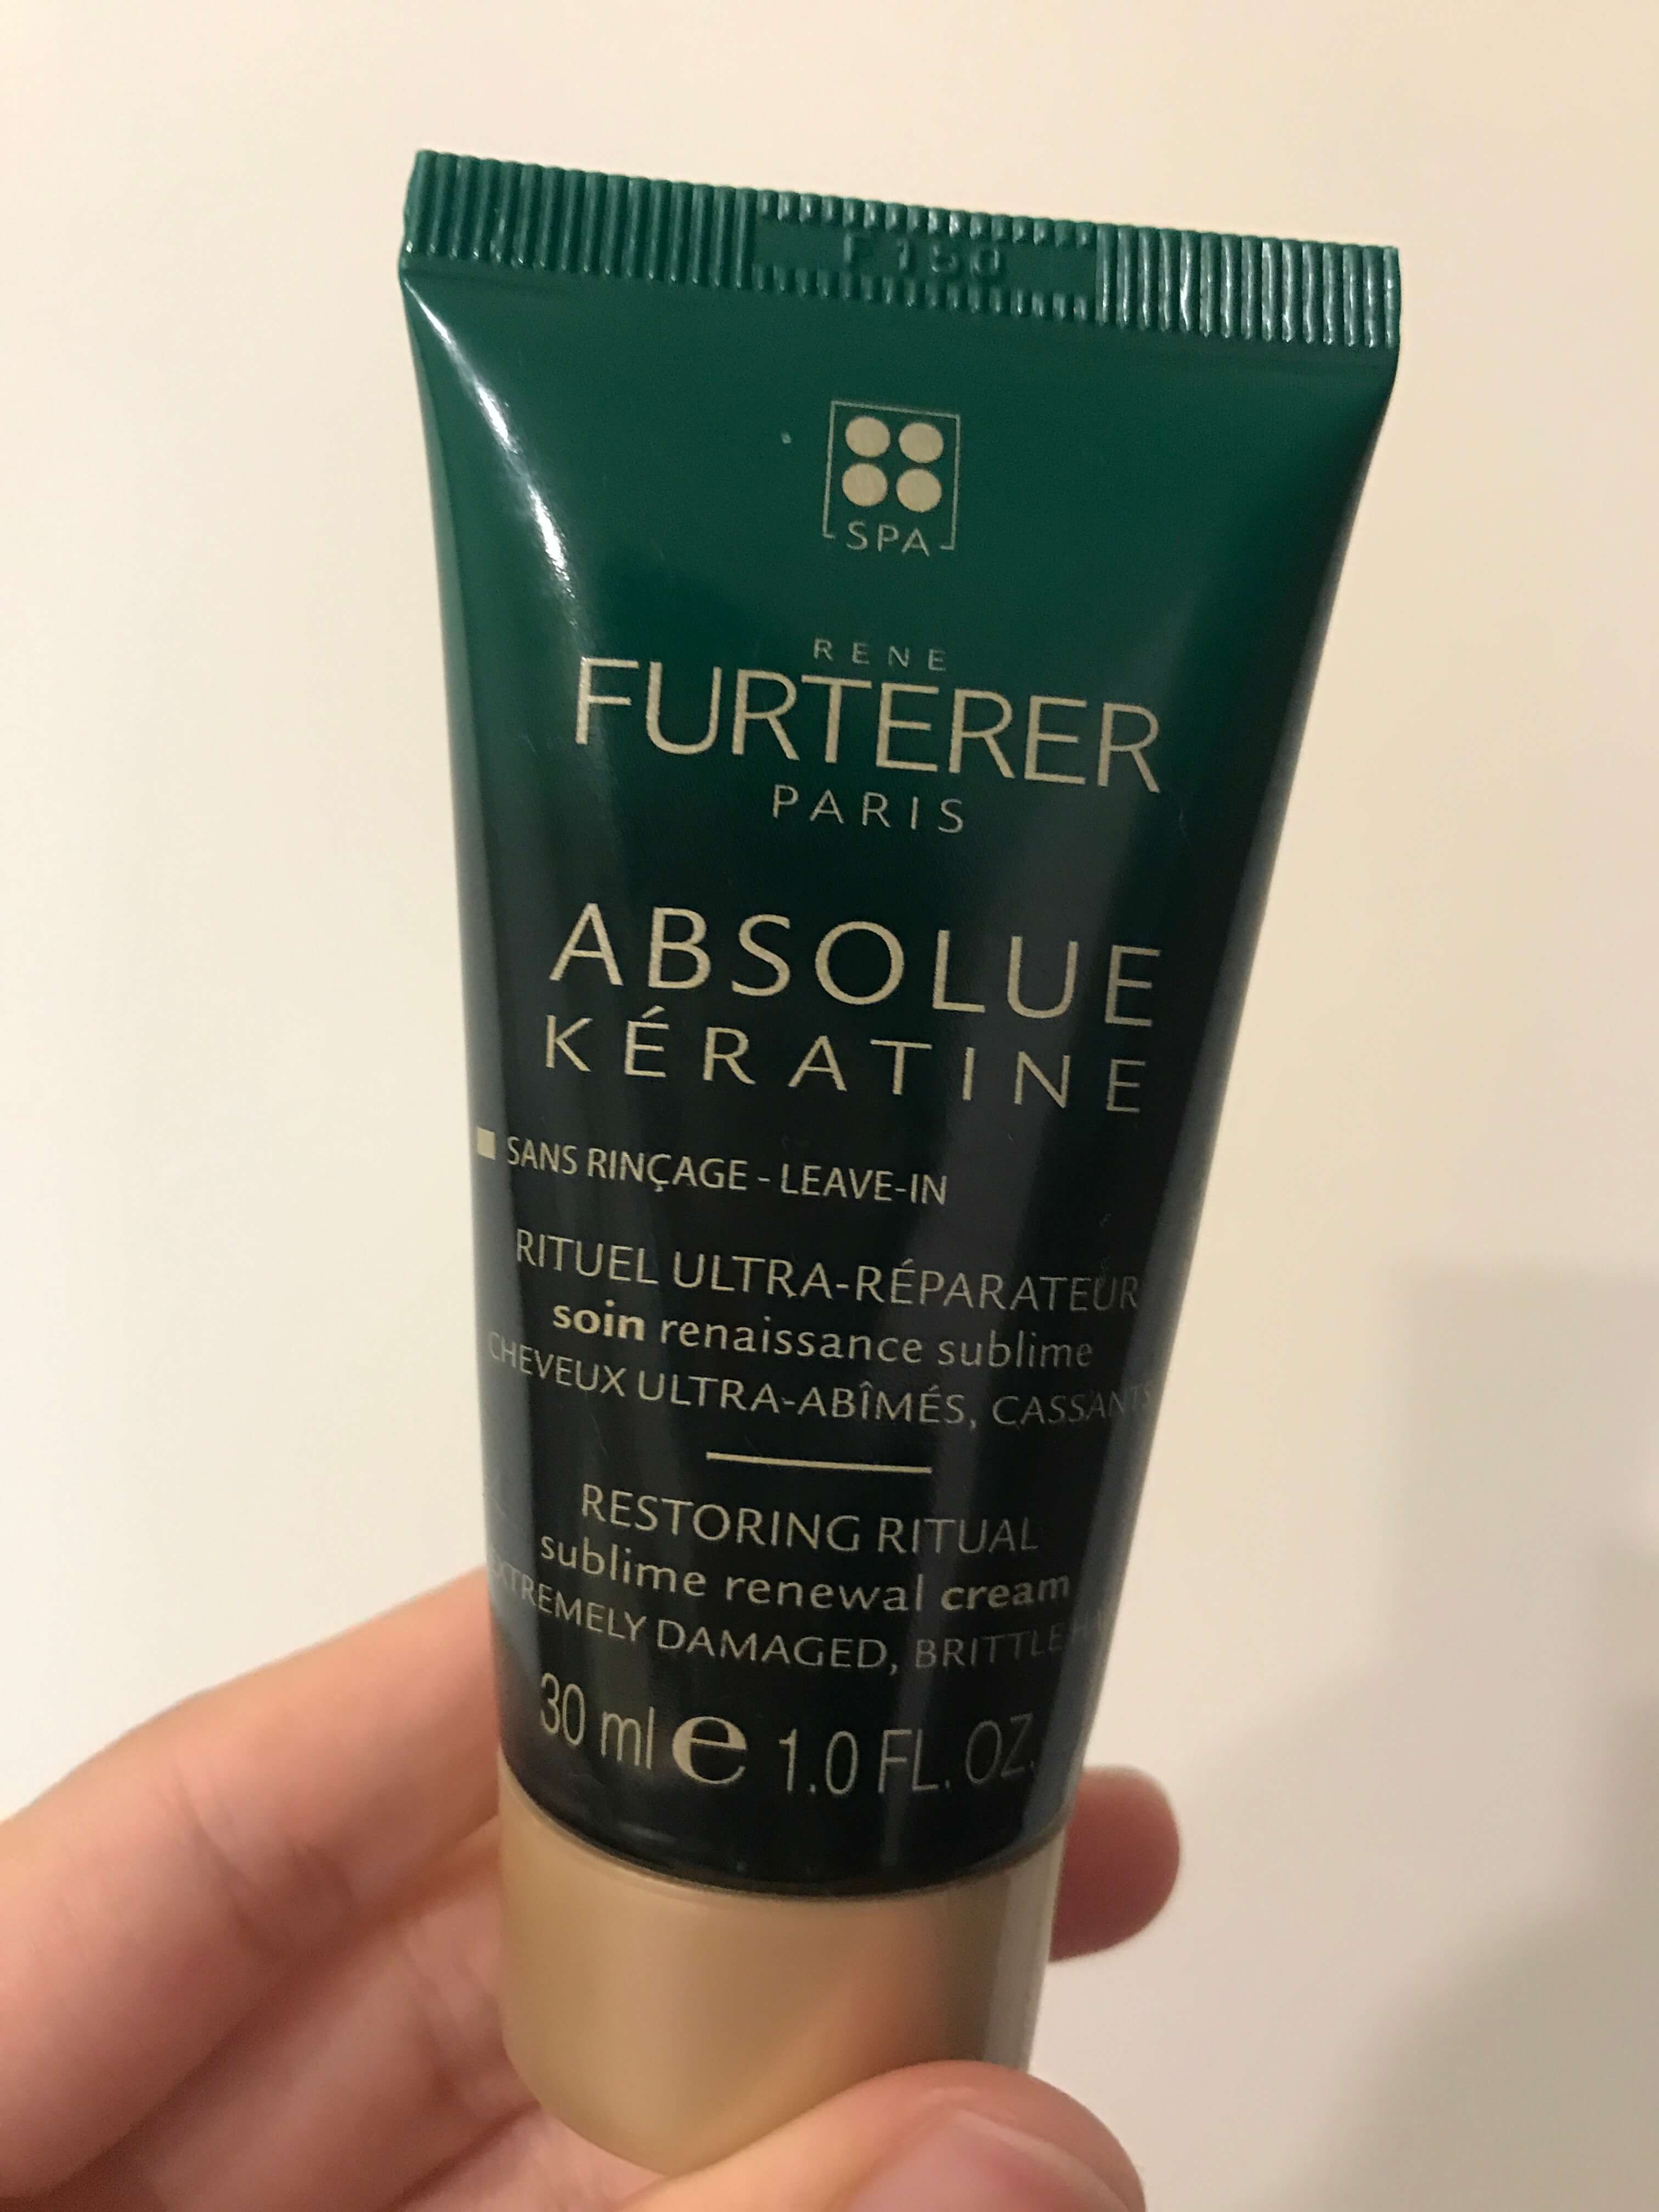 SPA
RENE
FURTERER
PARIS
ABSOLUE
KÉRATINE
SANS RINÇAGE - LEAVE-IN
RITUEL ULTRA-RÉPARATEUR
soin renaissance sublime
CHEVEUX ULTRA-ABÎMÉS, CASSANTS
RESTORING RITUAL
sublime renewal cream
EXTREMELY DAMAGED, BRITTLE
30 ml e 1.0 FL. OZ.